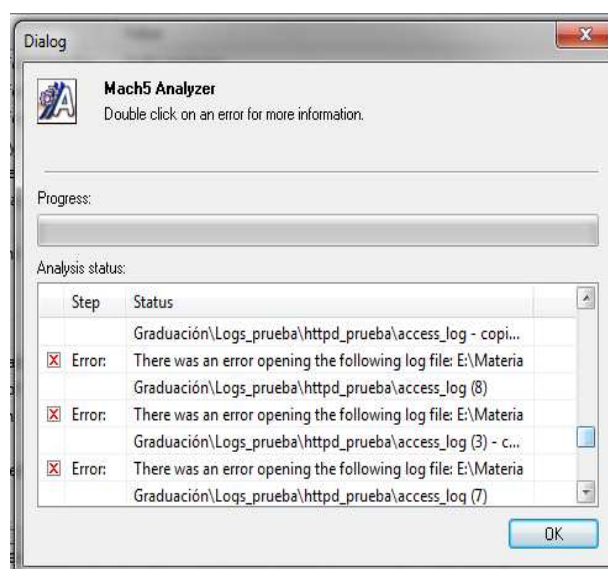 Dialog
Mach5 Analyzer
Double click on an error for more information.
Progress:
Analysis status:
Step Status
Graduación\Logs_prueba\httpd_prueba\access_log - copi...
Error: There was an error opening the following log file: E:\Materia
Graduación\Logs_prueba\httpd_prueba\access_log (8)
Error: There was an error opening the following log file: E:\Materia
Graduación\Logs_prueba\httpd_prueba\access_log (3) - c...
Error: There was an error opening the following log file: E:\Materia
Graduación\Logs_prueba\httpd_prueba\access_log (7)
OK